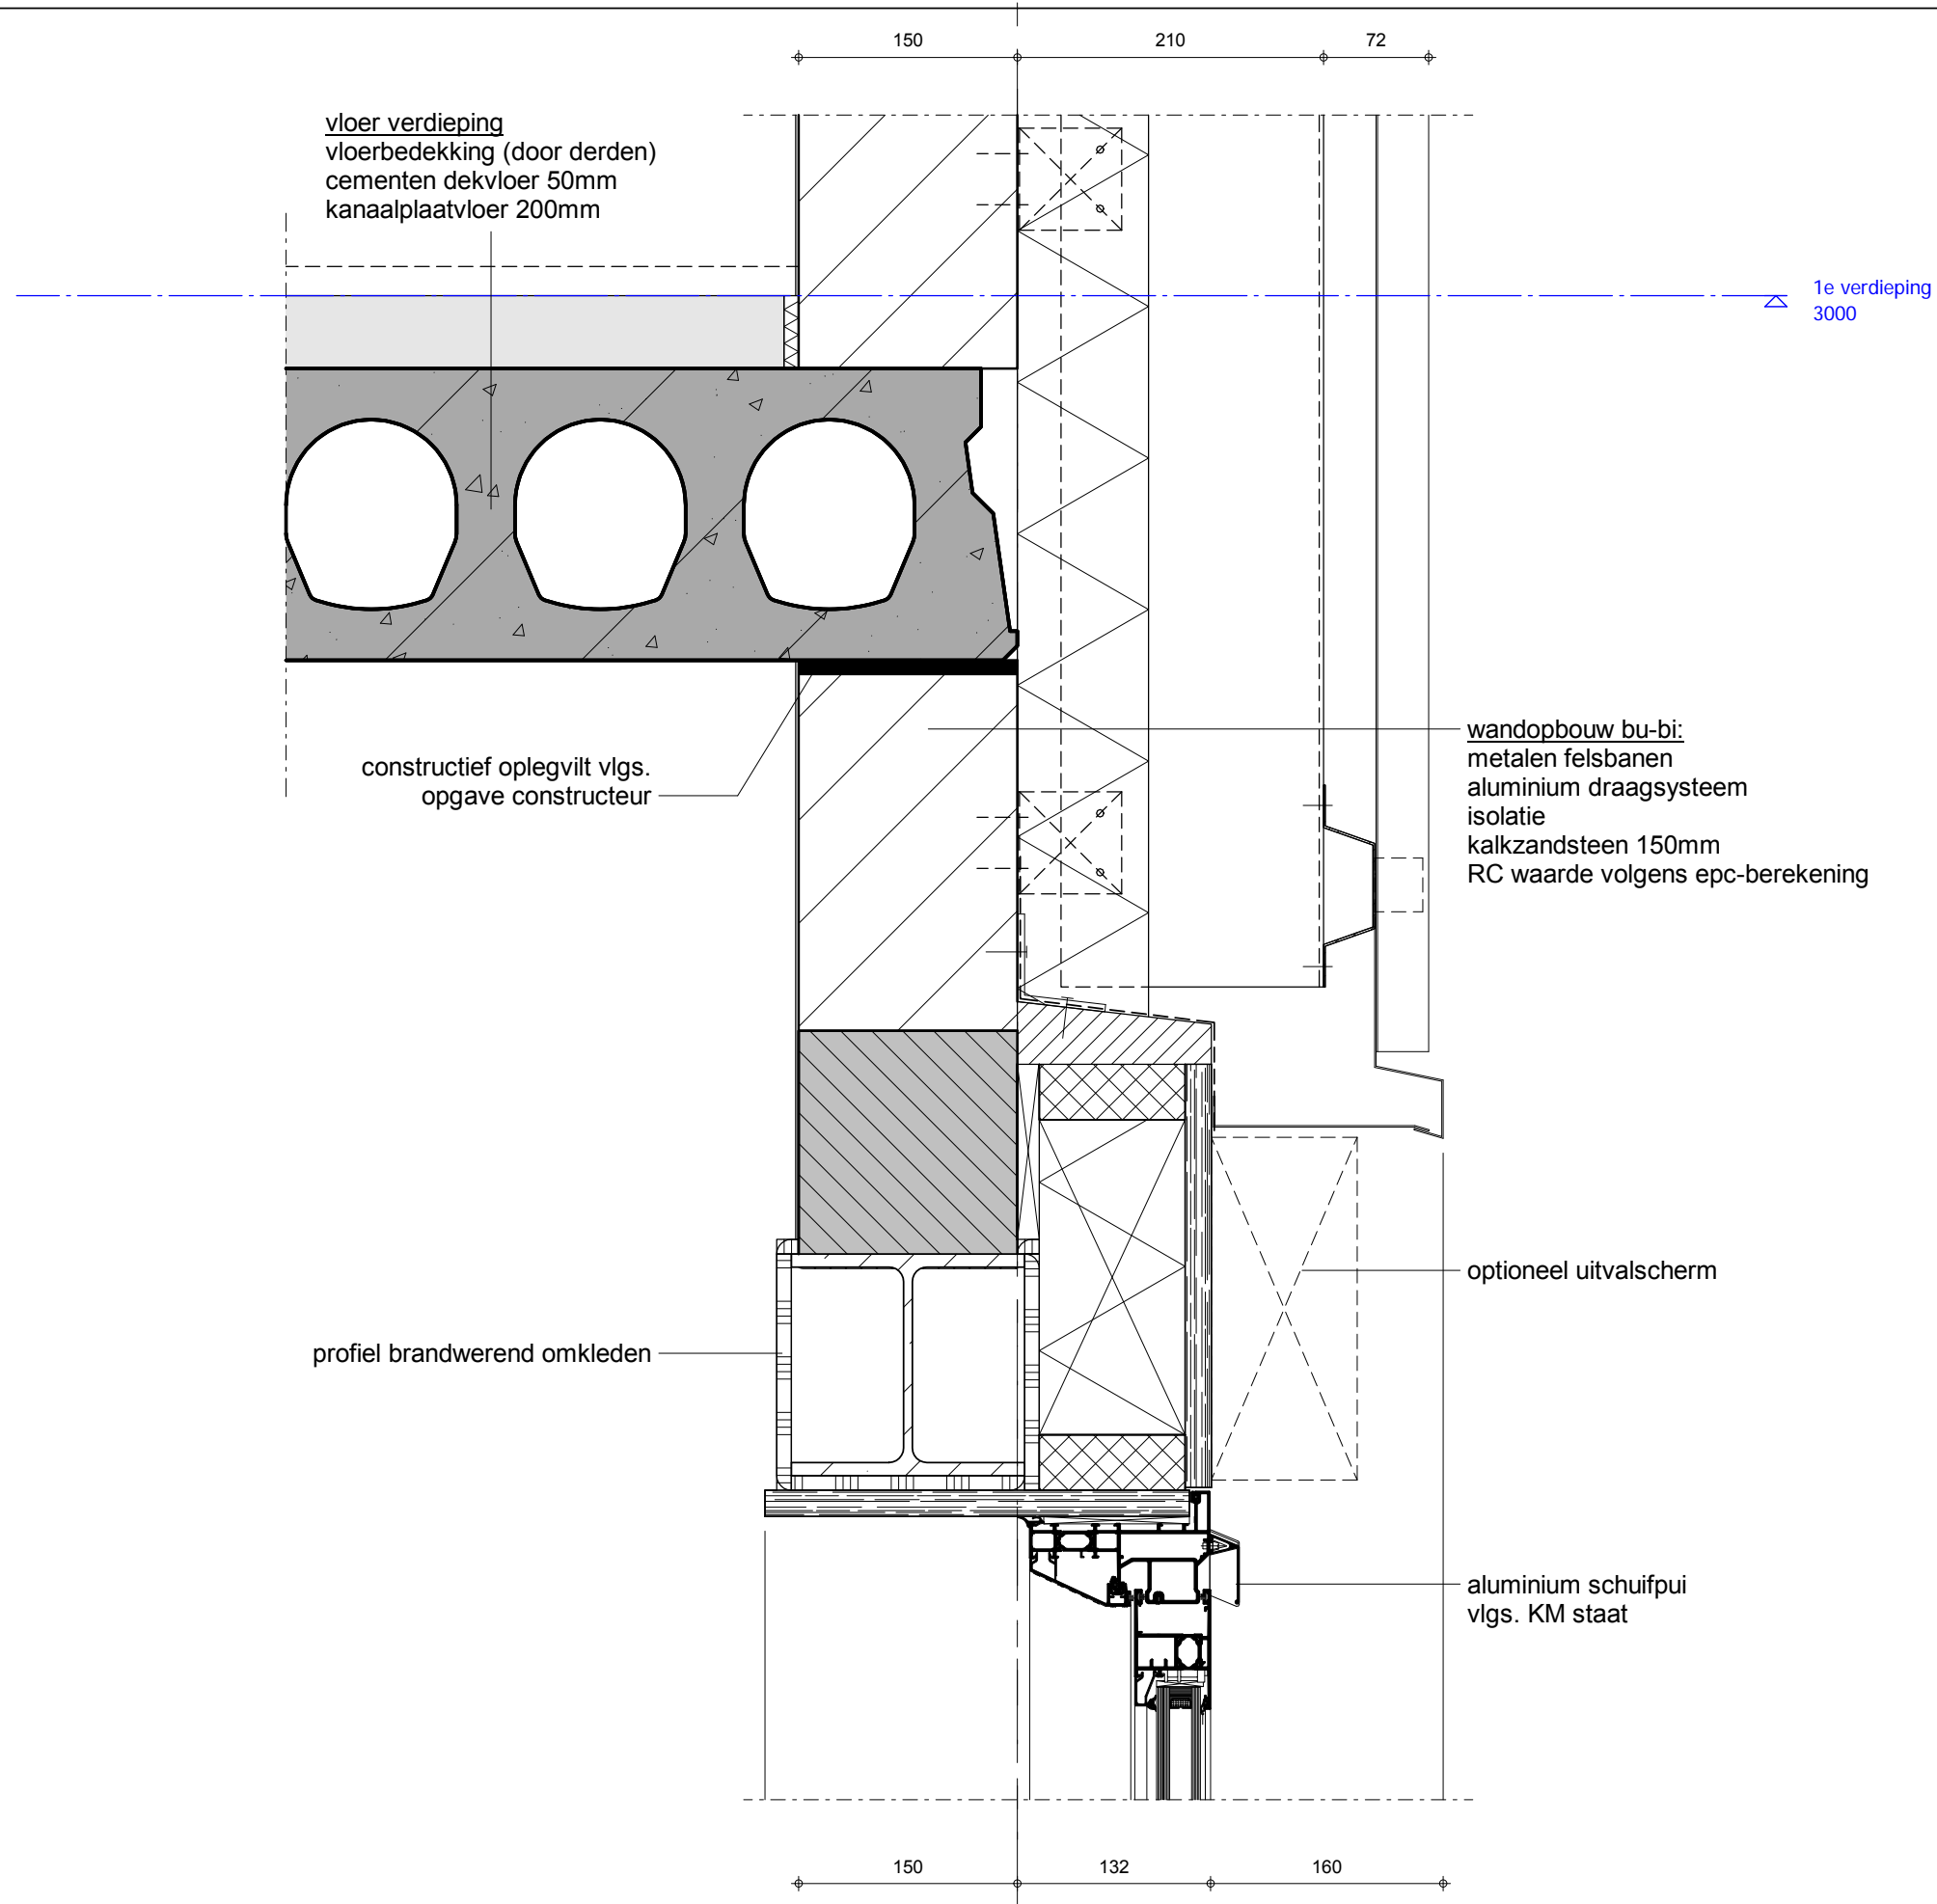 150
210
72
vloer verdieping
vloerbedekking (door derden)
cementen dekvloer 50mm
kanaalplaatvloer 200mm
1e verdieping
3000
constructief oplegvilt vlgs.
opgave constructeur
wandopbouw bu-bi:
metalen felsbanen
aluminium draagsysteem
isolatie
kalkzandsteen 150mm
RC waarde volgens epc-berekening
optioneel uitvalscherm
profiel brandwerend omkleden
aluminium schuifpui
vlgs. KM staat
150
132
160